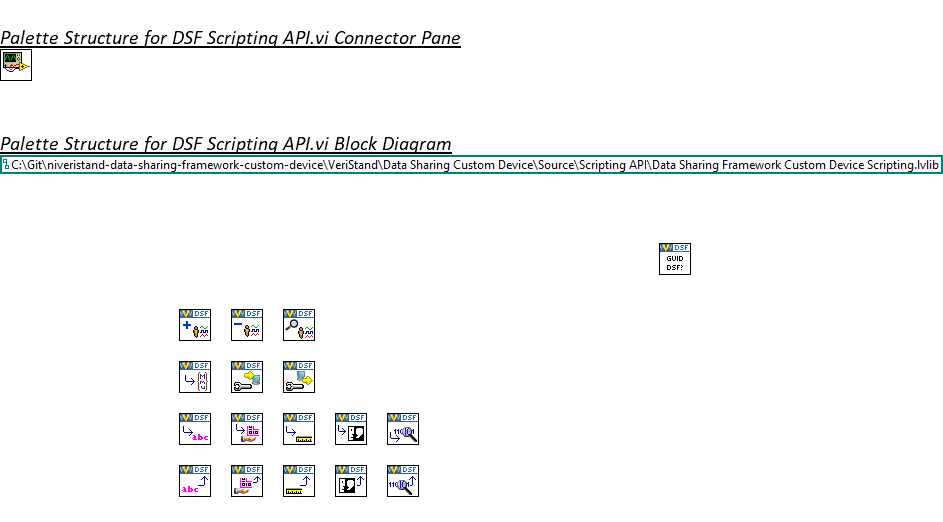 Palette Structure for DSF Scripting API.vi Connector Pane
Palette Structure for DSF Scripting API.vi Block Diagram
C:\Git\niveristand-data-sharing-framework-custom-device\VeriStand\Data Sharing Custom Device\Source\Scripting API\Data Sharing Framework Custom Device Scripting.lvlib
DSF
GUID
DSF?
DSF DSF DSF
DSF DSF DSF
DSF DSF DSF DSF DSF
abc
DSF DSF DSF DSF DSF
abc